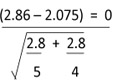 (2.86 – 2.075) = 0
2.8 + 2.8
5 4